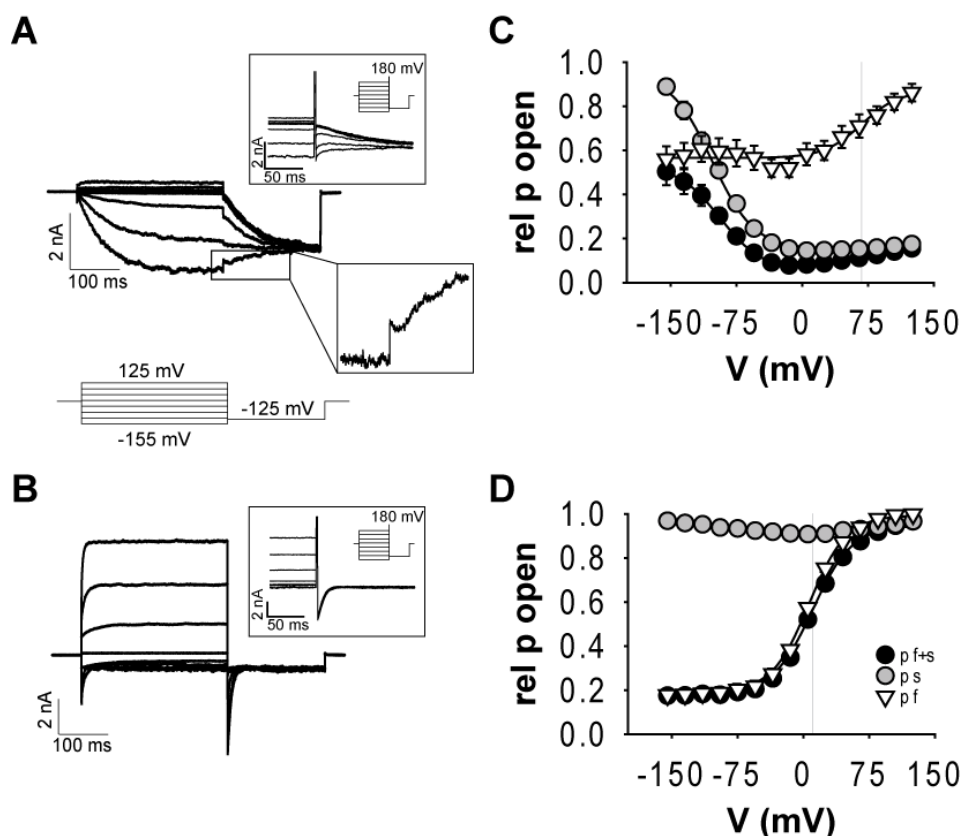 A
180 mV
2 nA
50 ms
2 nA
100 ms
125 mV
-125 mV
-155 mV
B
180 mV
2 nA
50 ms
2 nA
100 ms
C
rel p open
1.0
0.8
0.6
0.4
0.2
0.0
-150 -75 0 75 150
V (mV)
D
rel p open
1.0
0.8
0.6
0.4
0.2
0.0
p f+s
p s
p f
-150 -75 0 75 150
V (mV)